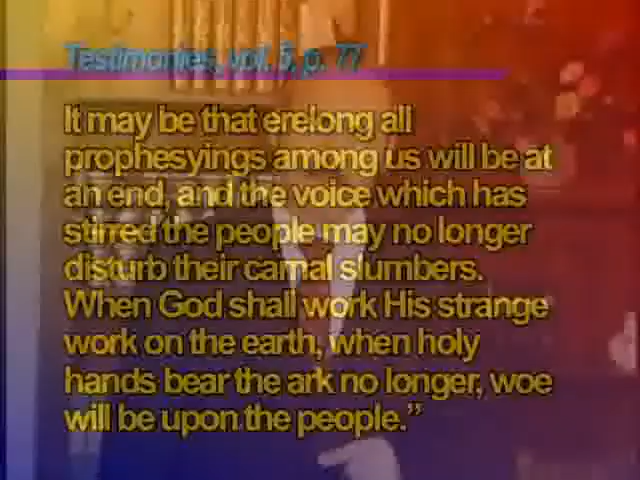 Testimonies, vol. 5, p. 77
It may be that erelong all
prophesyings among us will be at
an end, and the voice which has
stirred the people may no longer
disturb their carnal slumbers.
When God shall work His strange
work on the earth, when holy
hands bear the ark no longer, woe
will be upon the people.”